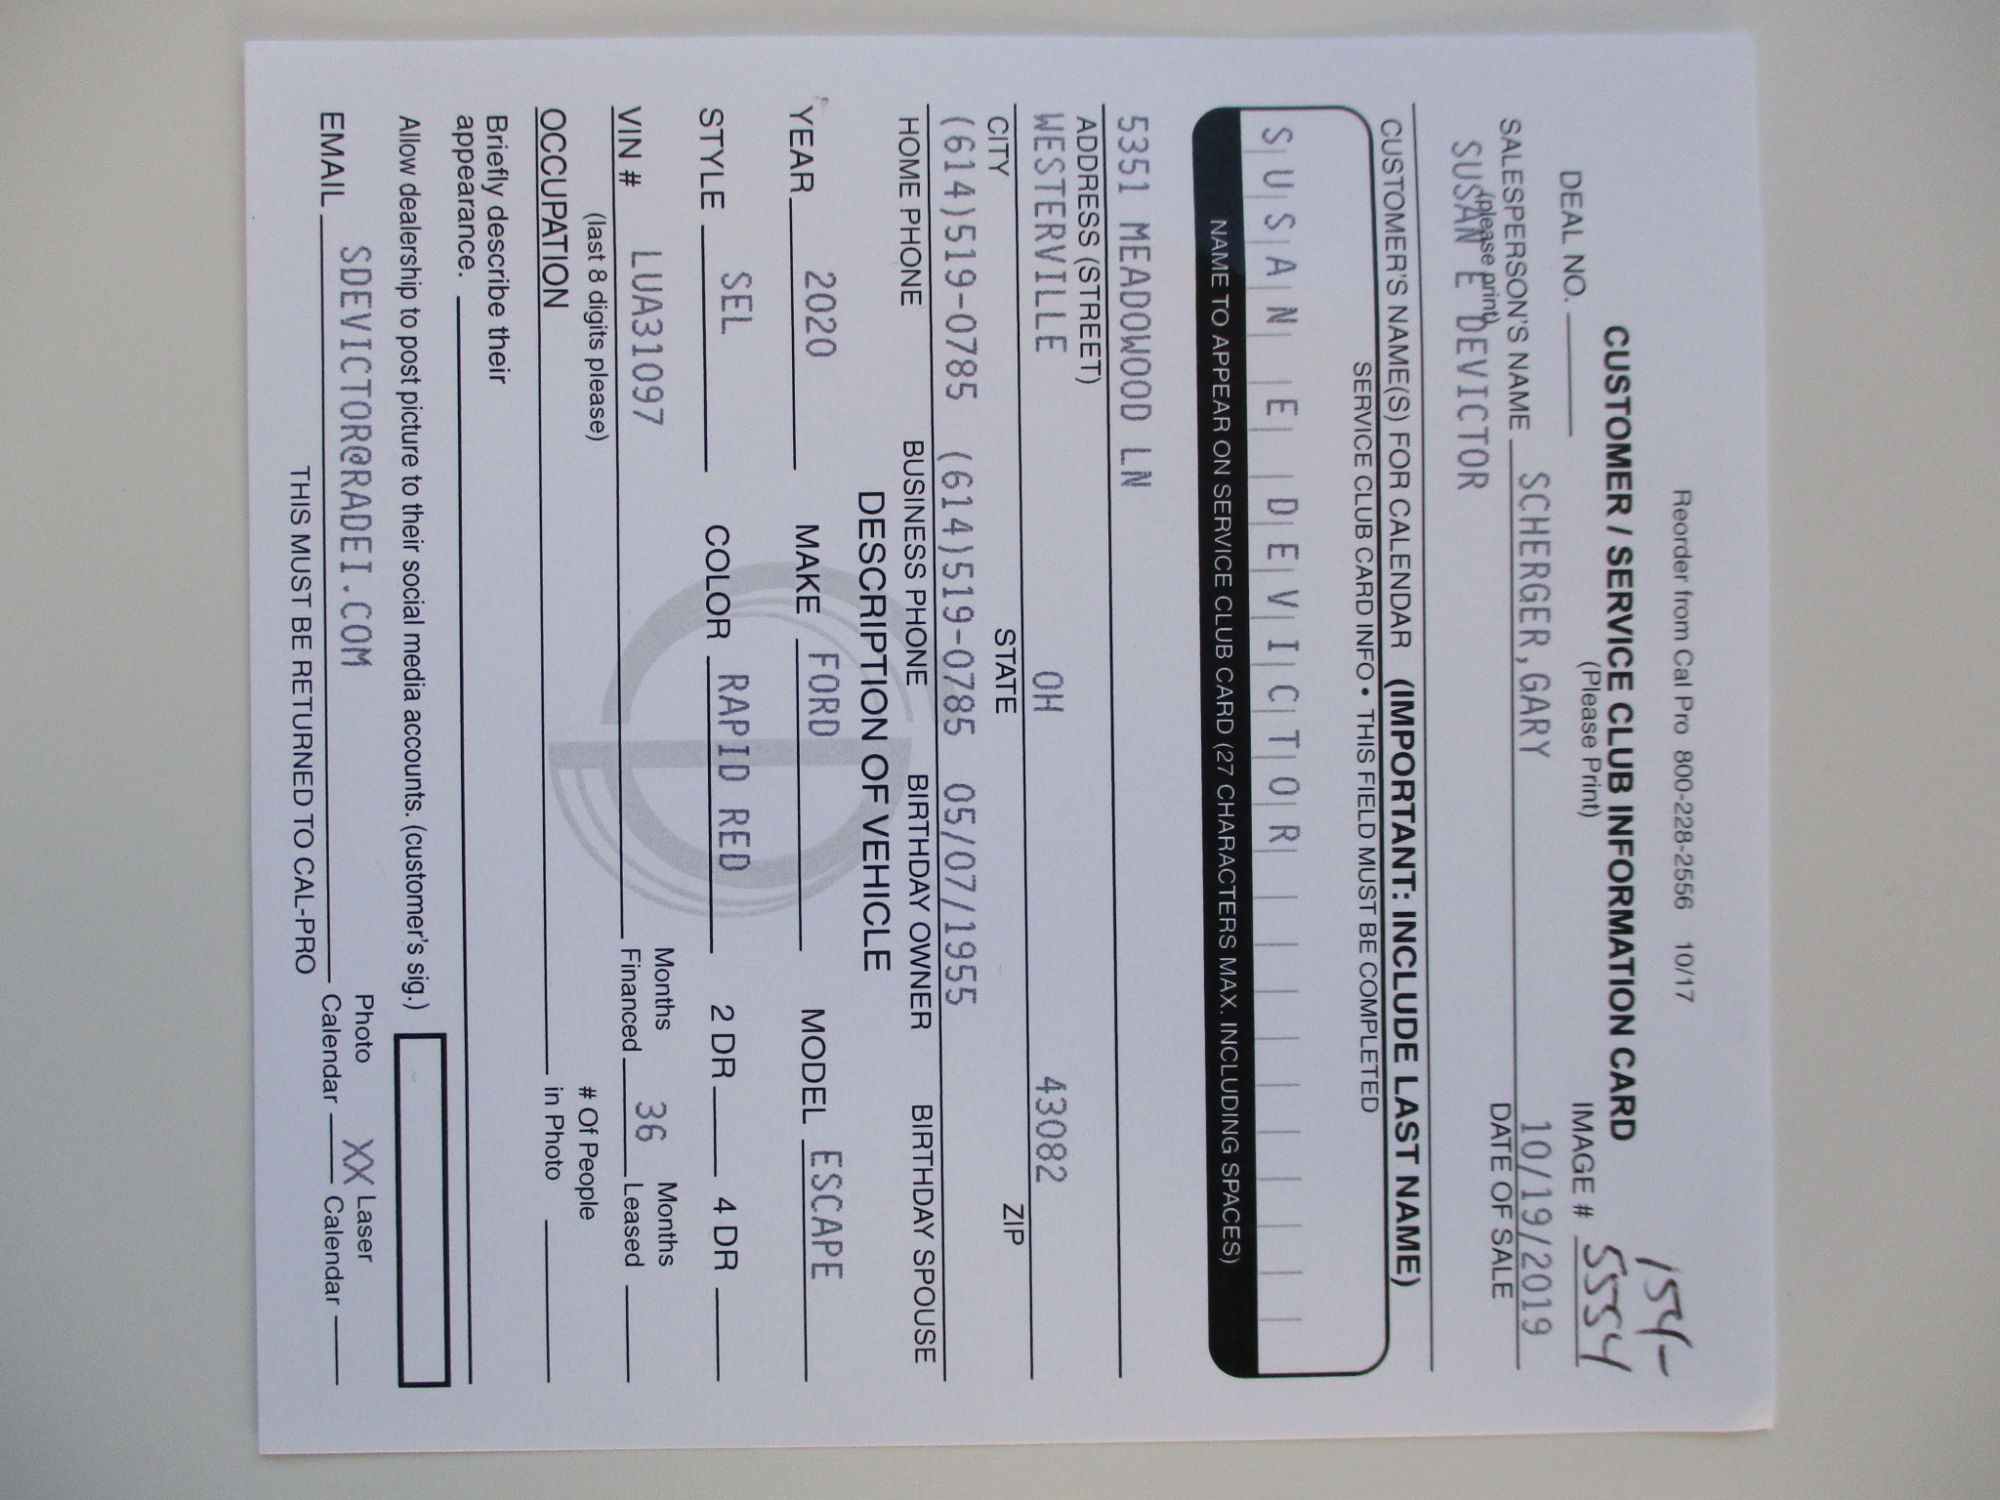 Reorder from Cal Pro 800-228-2556 10/17
CUSTOMER / SERVICE CLUB INFORMATION CARD
(Please Print)
154-
DEAL NO. IMAGE # 5554
SCHERGER,GARY 10/19/2019
SALESPERSON'S NAME DATE OF SALE
(please print)
SUSAN E DEVICTOR
CUSTOMER'S NAME(S) FOR CALENDAR (IMPORTANT: INCLUDE LAST NAME)
SERVICE CLUB CARD INFO • THIS FIELD MUST BE COMPLETED
SUSAN E DEVICTOR
NAME TO APPEAR ON SERVICE CLUB CARD (27 CHARACTERS MAX. INCLUDING SPACES)
5351 MEADOWOOD LN
ADDRESS (STREET)
WESTERVILLE OH 43082
CITY STATE ZIP
(614)519-0785 (614)519-0785 05/07/1955
HOME PHONE BUSINESS PHONE BIRTHDAY OWNER BIRTHDAY SPOUSE
DESCRIPTION OF VEHICLE
YEAR 2020 MAKE FORD MODEL ESCAPE
STYLE SEL COLOR RAPID RED 2 DR 4 DR
VIN # LUA31097 Months Financed 36 Months Leased
(last 8 digits please)
OCCUPATION # Of People in Photo
Briefly describe their
appearance.
Allow dealership to post picture to their social media accounts. (customer's sig.)
EMAIL SDEVICTOR@RADEI.COM Photo Calendar XX Laser Calendar
THIS MUST BE RETURNED TO CAL-PRO